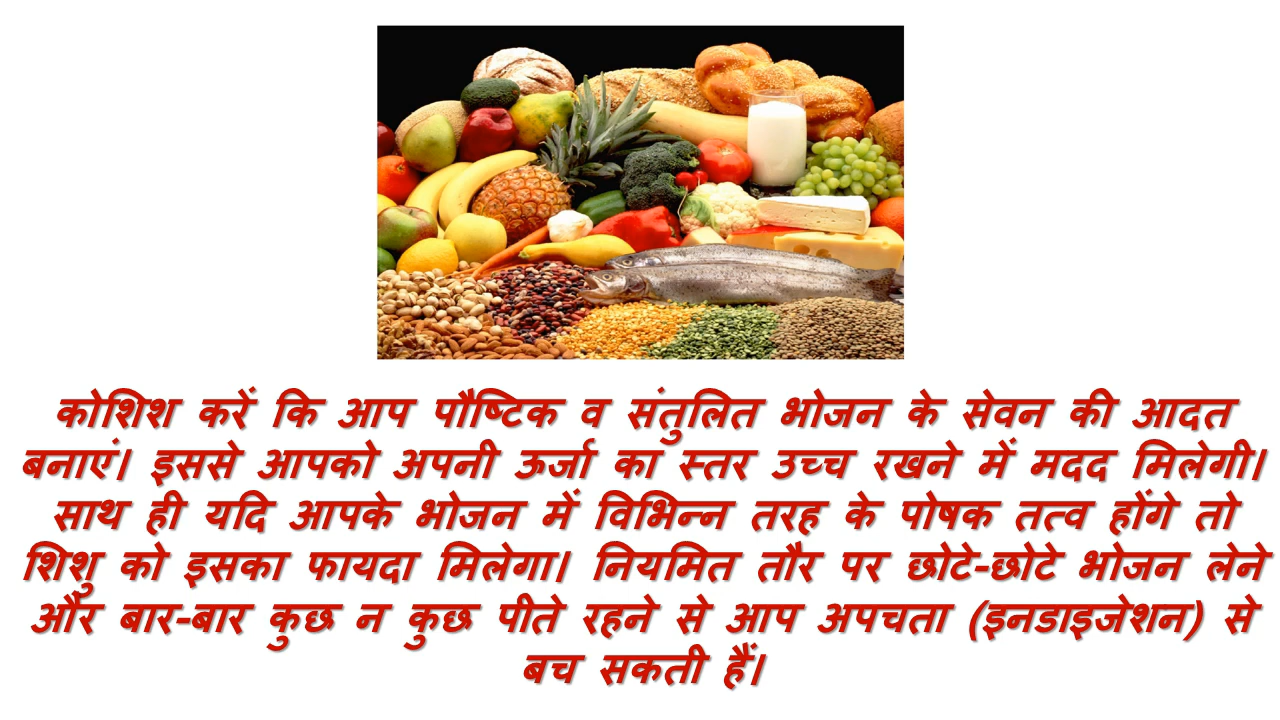 कोशिश करें कि आप पौष्टिक व संतुलित भोजन के सेवन की आदत
बनाएं। इससे आपको अपनी ऊर्जा का स्तर उच्च रखने में मदद मिलेगी।
साथ ही यदि आपके भोजन में विभिन्न तरह के पोषक तत्व होंगे तो
शिशु को इसका फायदा मिलेगा। नियमित तौर पर छोटे-छोटे भोजन लेने
और बार-बार कुछ न कुछ पीते रहने से आप अपचता (इनडाइजेशन) से
बच सकती हैं।